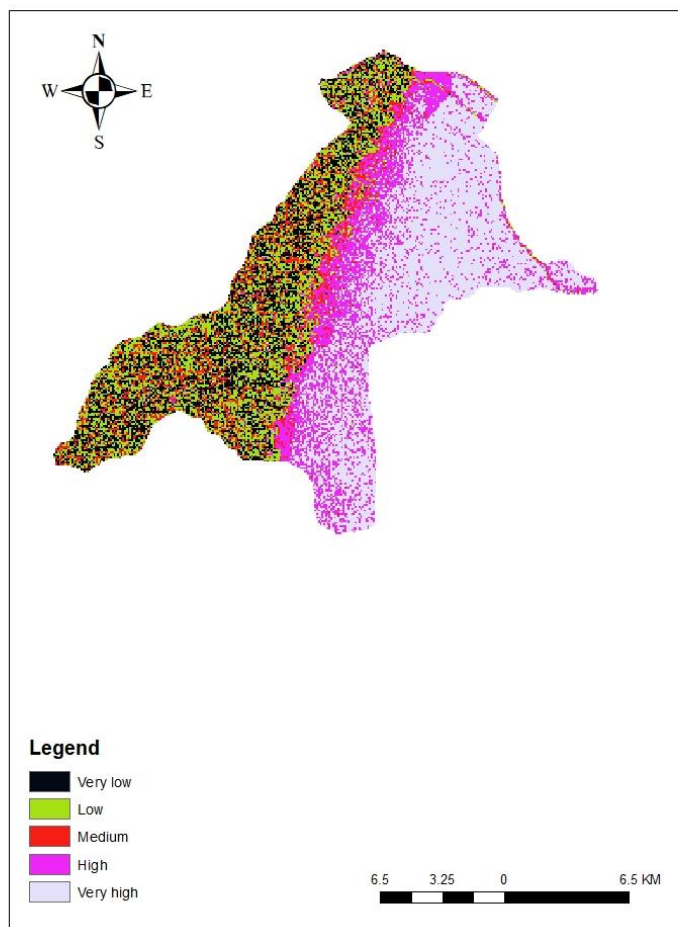 N
W E
S
Legend
Very low
Low
Medium
High
Very high
6.5 3.25 0 6.5 KM